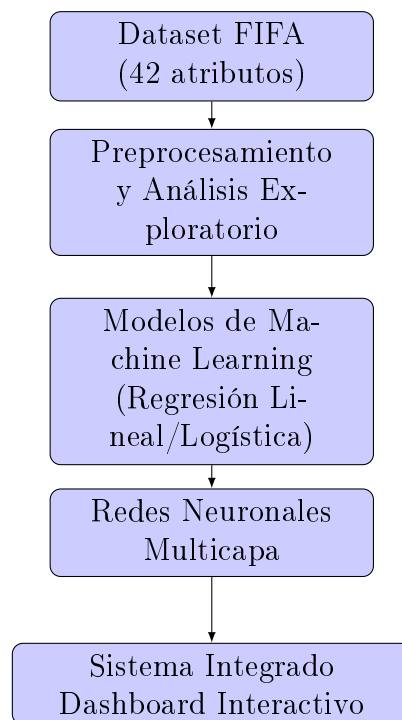 Dataset FIFA
(42 atributos)
Preprocesamiento
y Análisis Ex-
ploratorio
Modelos de Ma-
chine Learning
(Regresión Li-
neal/Logística)
Redes Neuronales
Multicapa
Sistema Integrado
Dashboard Interactivo